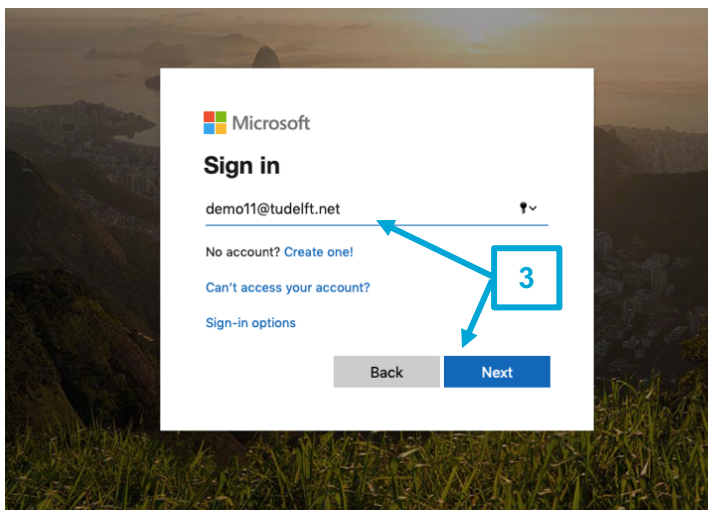 Microsoft
Sign in
demo11@tudelft.net
No account? Create one!
Can't access your account?
3
Sign-in options
Back Next